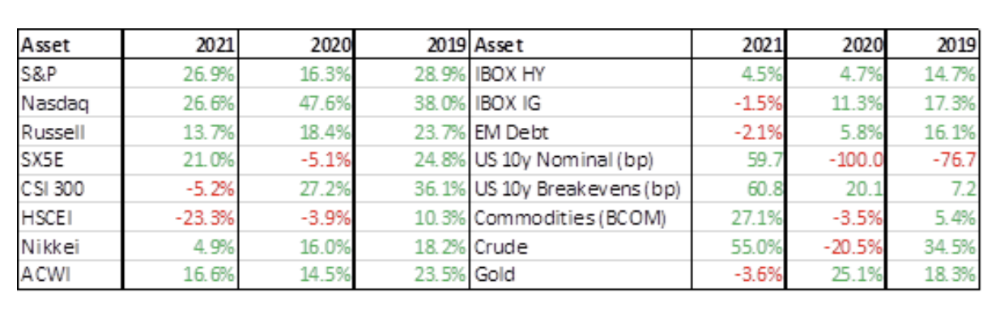 Asset 2021 2020 2019 Asset 2021 2020 2019
S&P 26.9% 16.3% 28.9% IBOX HY 4.5% 4.7% 14.7%
Nasdaq 26.6% 47.6% 38.0% IBOX IG -1.5% 11.3% 17.3%
Russell 13.7% 18.4% 23.7% EM Debt -2.1% 5.8% 16.1%
SX5E 21.0% -5.1% 24.8% US 10y Nominal (bp) 59.7 -100.0 -76.7
CSI 300 -5.2% 27.2% 36.1% US 10y Breakevens (bp) 60.8 20.1 7.2
HSCEI -23.3% -3.9% 10.3% Commodities (BCOM) 27.1% -3.5% 5.4%
Nikkei 4.9% 16.0% 18.2% Crude 55.0% -20.5% 34.5%
ACWI 16.6% 14.5% 23.5% Gold -3.6% 25.1% 18.3%